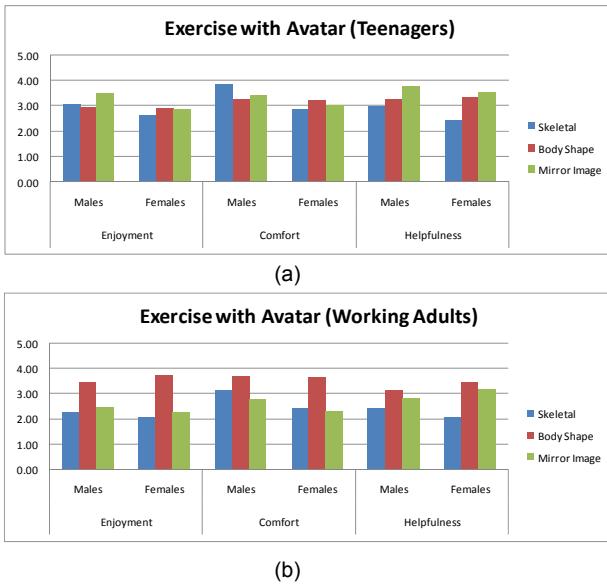 Exercise with Avatar (Teenagers)
5.00
4.00
3.00
2.00
1.00
0.00
Males Females Males Females Males Females
Enjoyment Comfort Helpfulness
Skeletal
Body Shape
Mirror Image
(a)
Exercise with Avatar (Working Adults)
5.00
4.00
3.00
2.00
1.00
0.00
Males Females Males Females Males Females
Enjoyment Comfort Helpfulness
Skeletal
Body Shape
Mirror Image
(b)